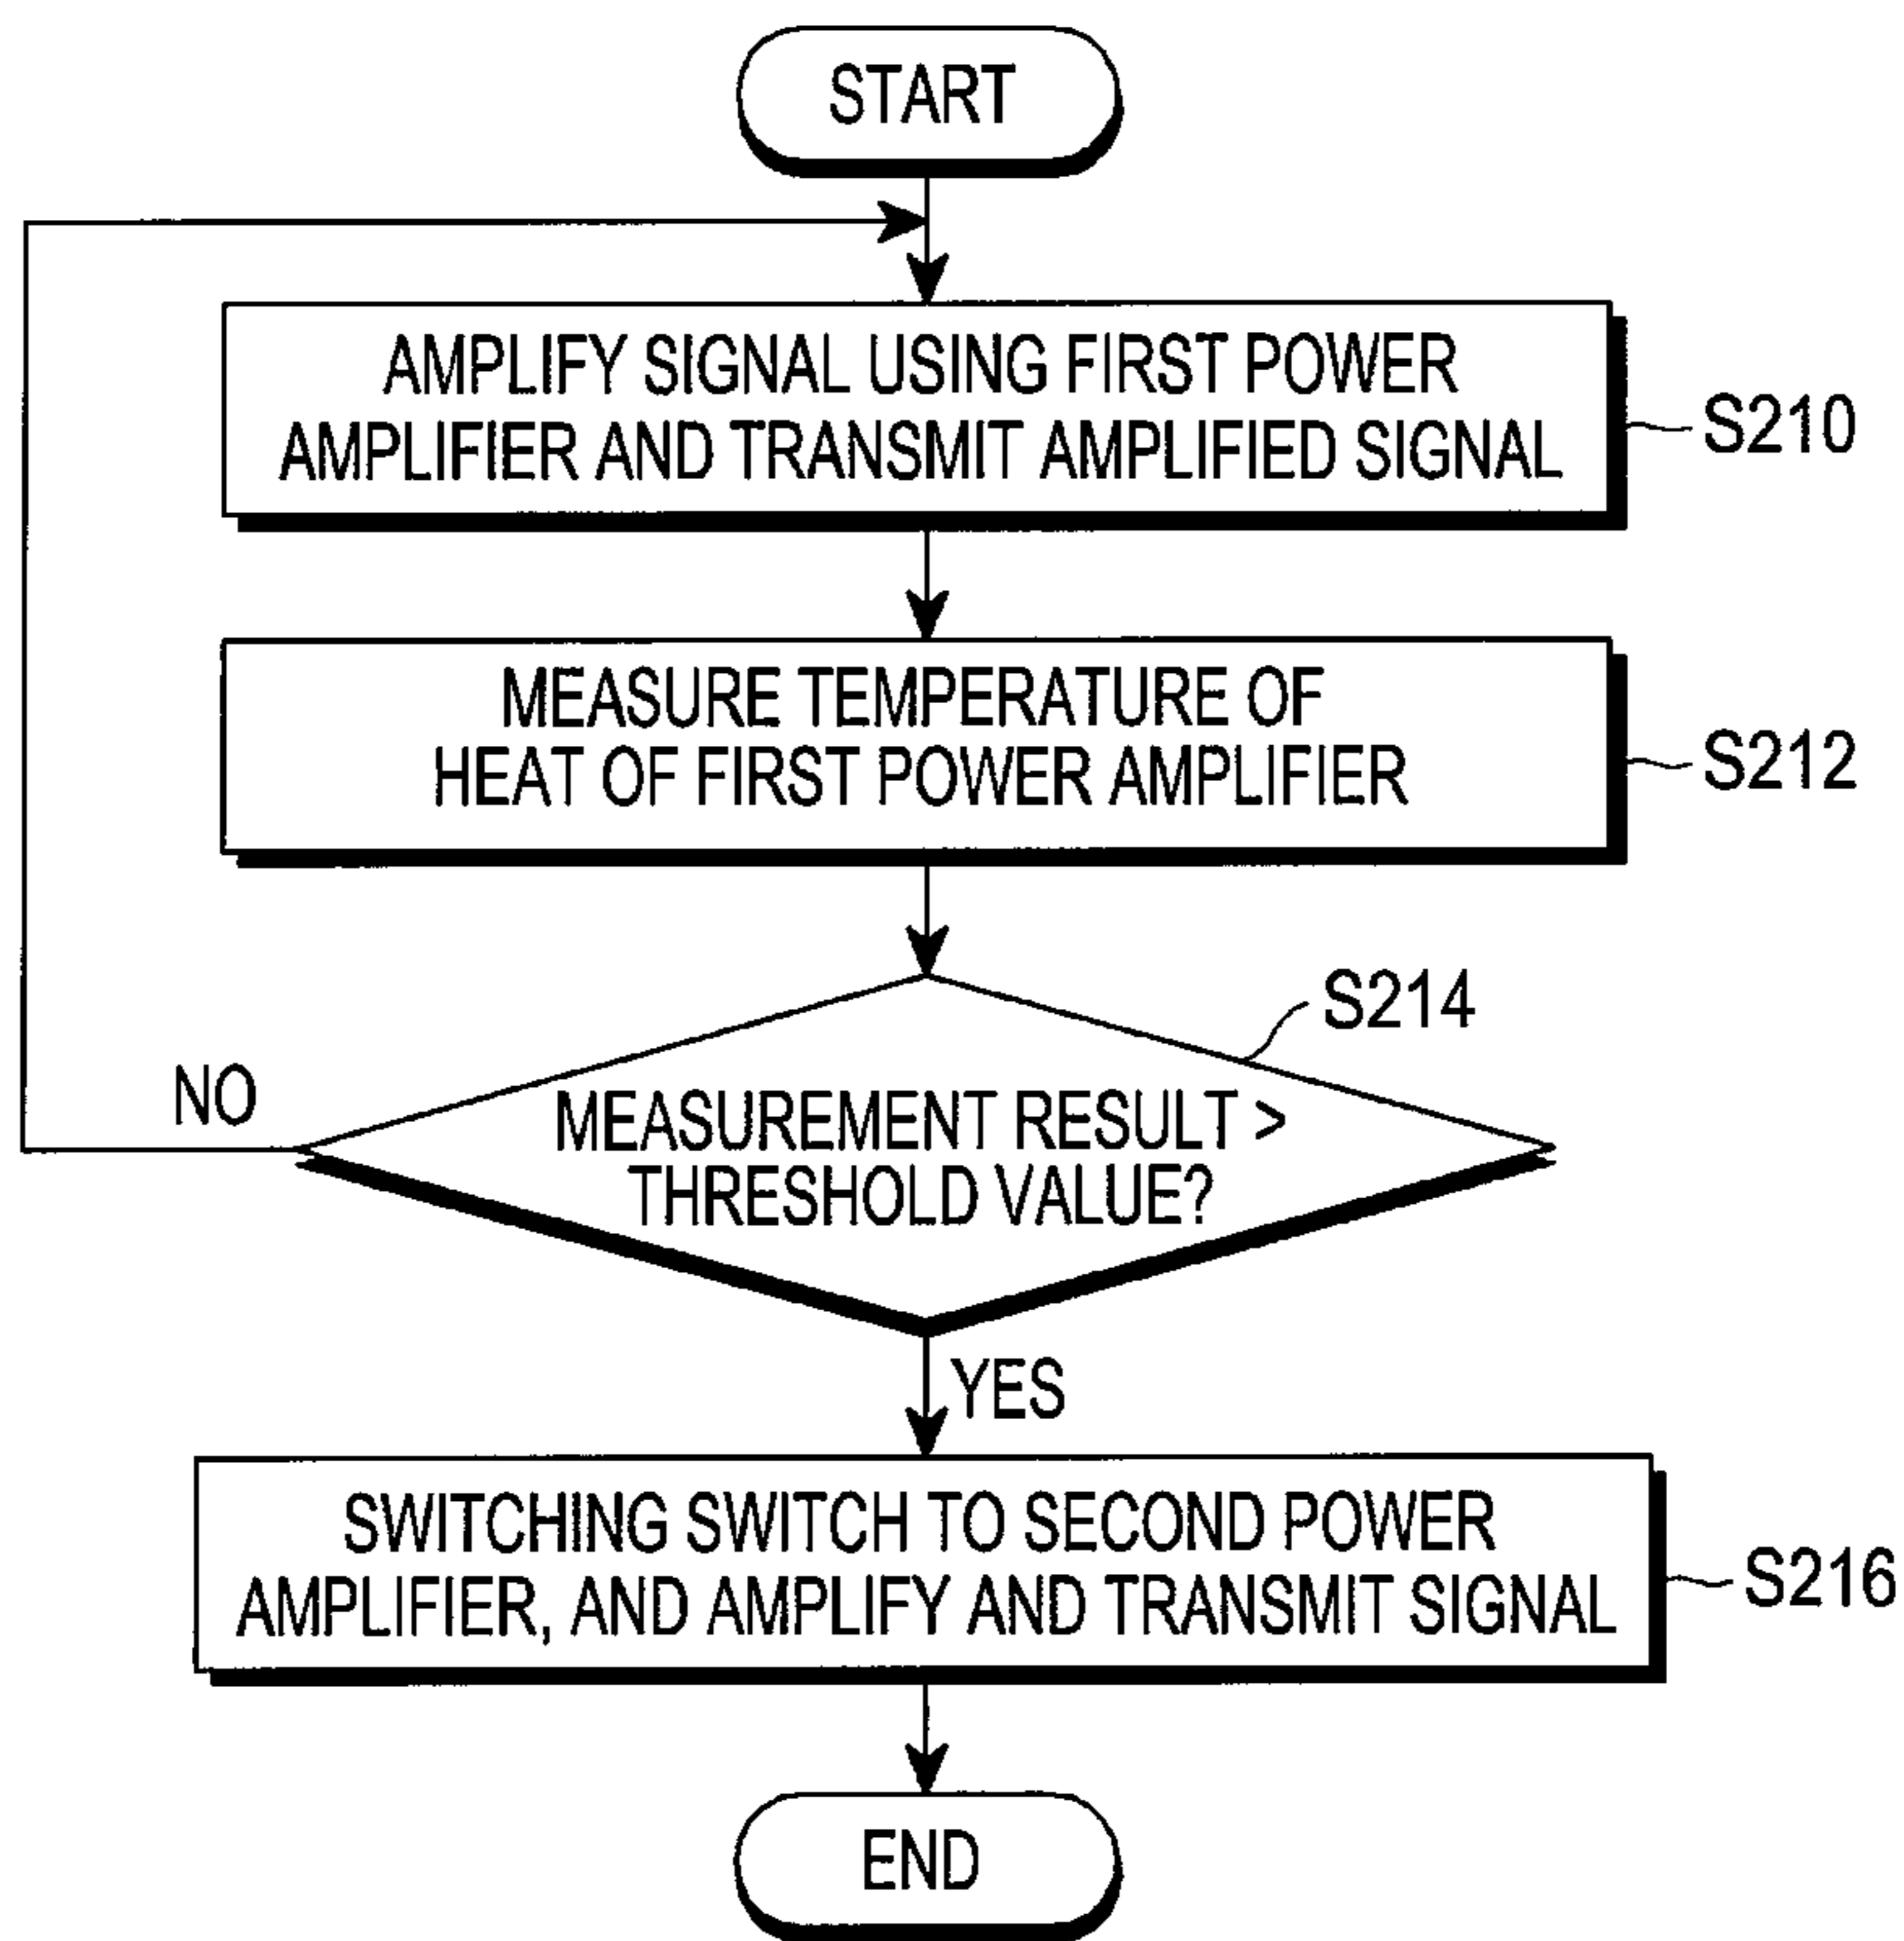 START
AMPLIFY SIGNAL USING FIRST POWER
AMPLIFIER AND TRANSMIT AMPLIFIED SIGNAL
S210
MEASURE TEMPERATURE OF
HEAT OF FIRST POWER AMPLIFIER
S212
S214
MEASUREMENT RESULT >
THRESHOLD VALUE?
NO
YES
SWITCHING SWITCH TO SECOND POWER
AMPLIFIER, AND AMPLIFY AND TRANSMIT SIGNAL
S216
END